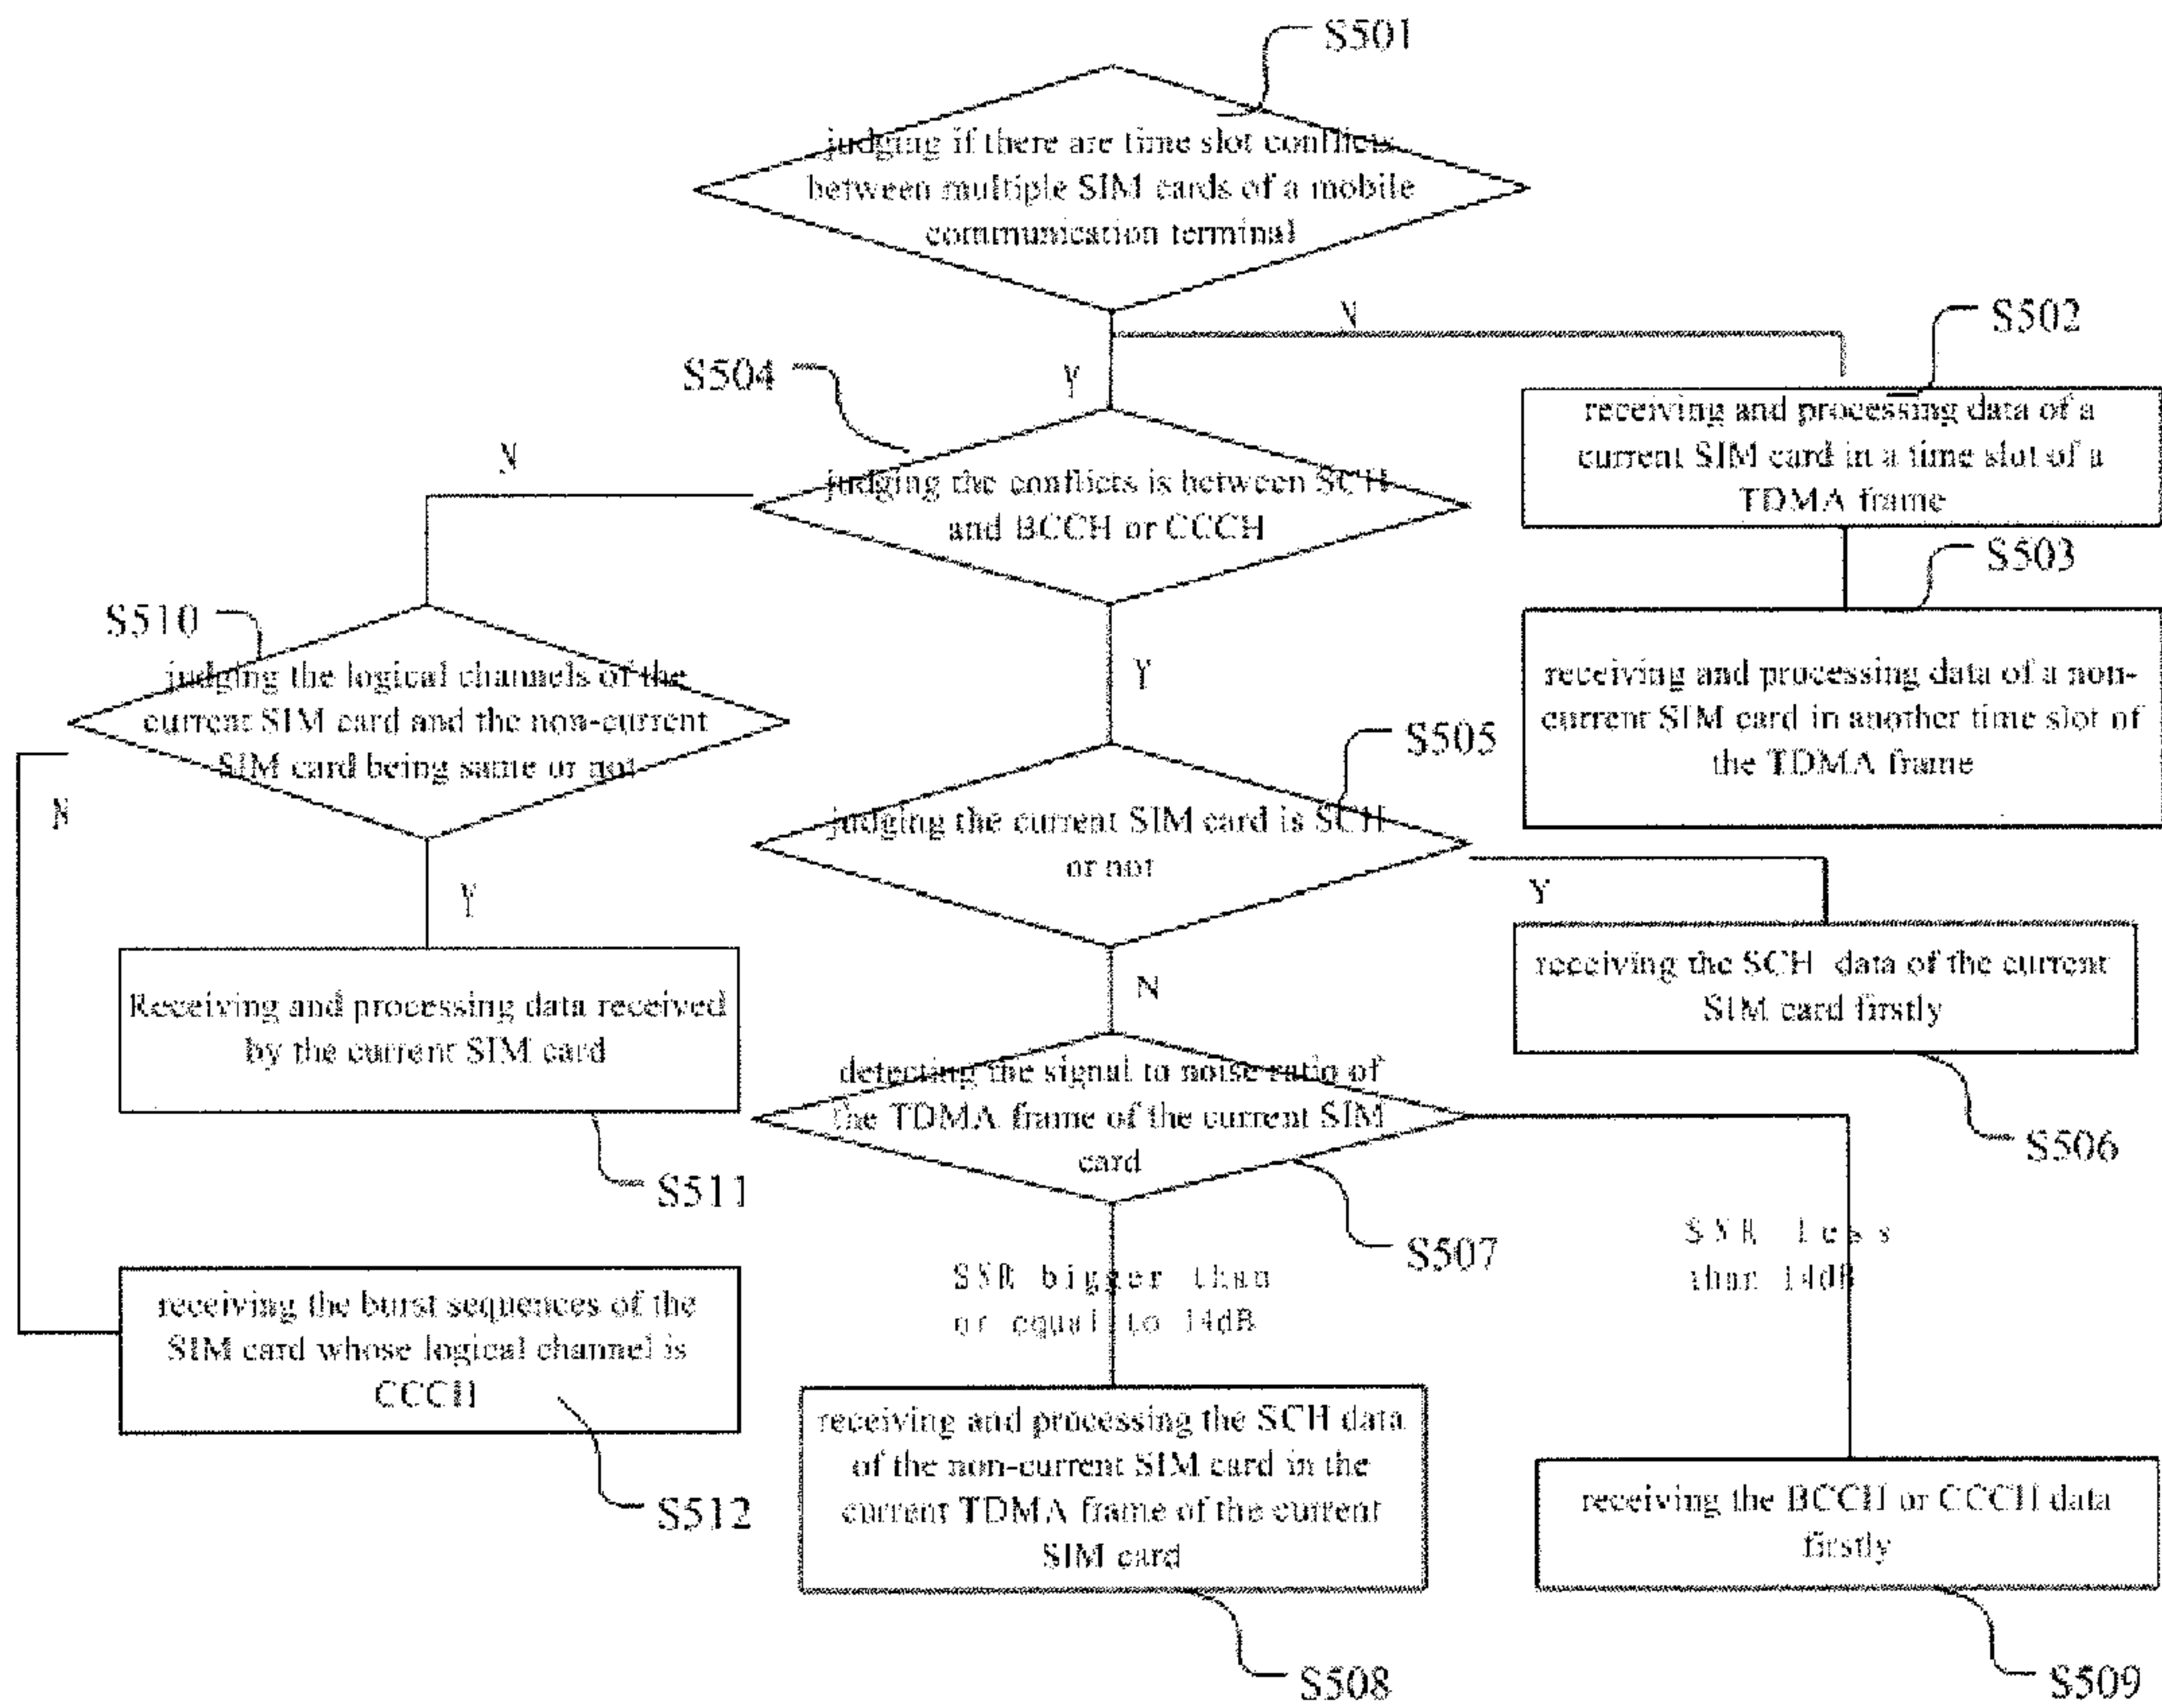 S501
judging if there are time slot conflicts
between multiple SIM cards of a mobile
communication terminal
N
S502
S504
Y
receiving and processing data of a
current SIM card in a time slot of a
TDMA frame
N
judging the conflicts is between SCH
and BCCH or CCCH
S503
S510
Y
receiving and processing data of a non-
current SIM card in another time slot of
the TDMA frame
judging the logical channels of the
current SIM card and the non-current
SIM card being same or not
S505
N
judging the current SIM card is SCH
or not
Y
Y
receiving the SCH data of the current
SIM card firstly
N
Receiving and processing data received
by the current SIM card
detecting the signal to noise ratio of
the TDMA frame of the current SIM
card
S506
S511
S507
SNR less
than 14dB
SNR bigger than
or equal to 14dB
receiving the burst sequences of the
SIM card whose logical channel is
CCCH
receiving and processing the SCH data
of the non-current SIM card in the
current TDMA frame of the current
SIM card
receiving the BCCH or CCCH data
firstly
S512
S508
S509